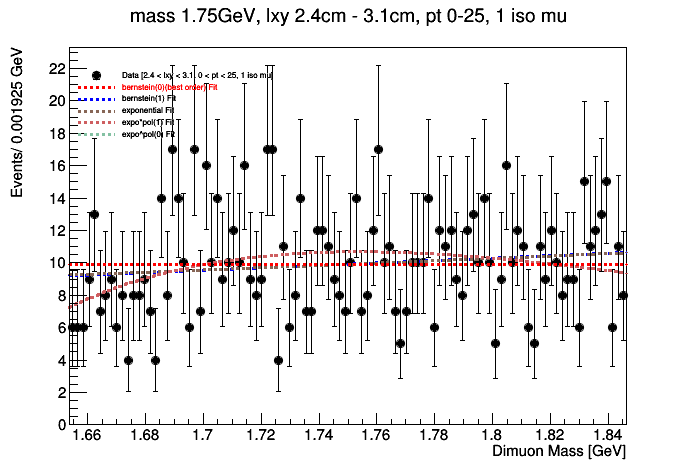 mass 1.75GeV, lxy 2.4cm - 3.1cm, pt 0-25, 1 iso mu
Events/ 0.001925 GeV
22
20
18
16
14
12
10
8
6
4
2
0
Data [2.4 < lxy < 3.1, 0 < pt < 25, 1 iso mu]
bernstein(0)(best order) Fit
bernstein(1) Fit
exponential Fit
expo*pol(1) Fit
expo*pol(0) Fit
1.66 1.68 1.7 1.72 1.74 1.76 1.78 1.8 1.82 1.84
Dimuon Mass [GeV]